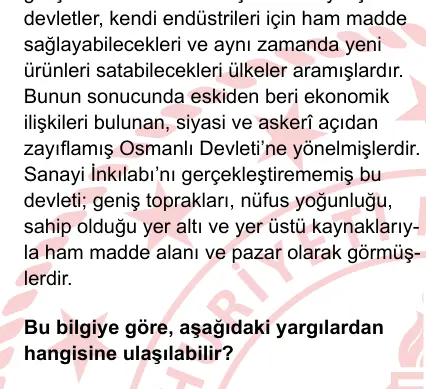 devletler, kendi endüstrileri için ham madde
sağlayabilecekleri ve aynı zamanda yeni
ürünleri satabilecekleri ülkeler aramışlardır.
Bunun sonucunda eskiden beri ekonomik
ilişkileri bulunan, siyasi ve askerî açıdan
zayıflamış Osmanlı Devleti’ne yönelmişlerdir.
Sanayi İnkılabı’nı gerçekleştirememiş bu
devleti; geniş toprakları, nüfus yoğunluğu,
sahip olduğu yer altı ve yer üstü kaynaklarıy-
la ham madde alanı ve pazar olarak görmüş-
lerdir.
Bu bilgiye göre, aşağıdaki yargılardan
hangisine ulaşılabilir?